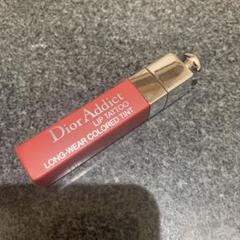 Dior Addict
LIP TATTOO
LONG-WEAR COLORED TINT